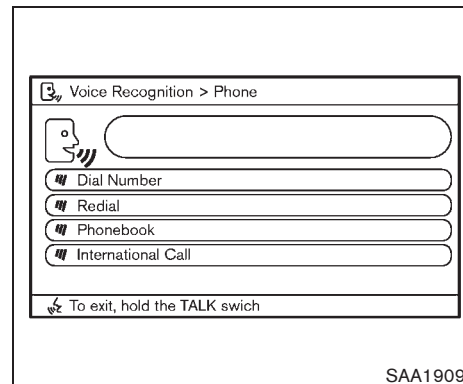 Voice Recognition > Phone
Dial Number
Redial
Phonebook
International Call
To exit, hold the TALK swich
SAA1909